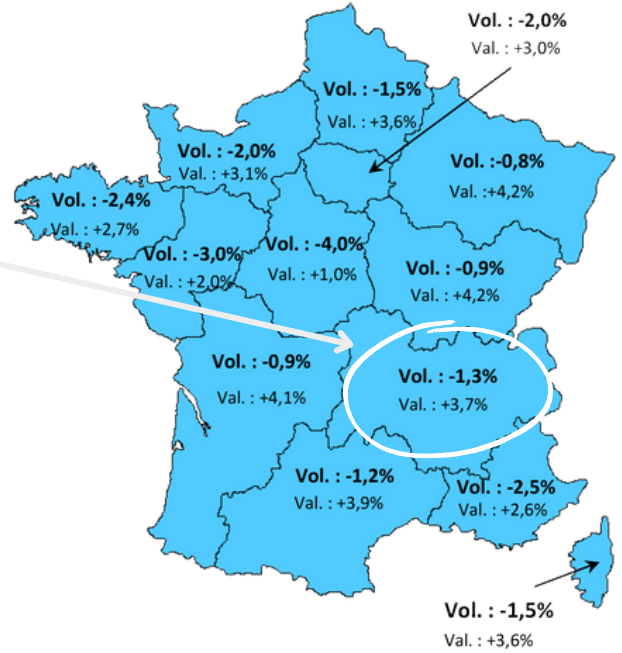 Vol. : -2,0%
Val. : +3,0%
Vol. : -1,5%
Val. : +3,6%
Vol. : -2,0%
Val. : +3,1%
Vol. :-0,8%
Val. :+4,2%
Vol. : -2,4%
Val. : +2,7%
Vol. : -3,0%
Val. : +2,0%
Vol. : -4,0%
Val. : +1,0%
Vol. : -0,9%
Val. : +4,2%
Vol. : -0,9%
Val. : +4,1%
Vol. : -1,3%
Val. : +3,7%
Vol. : -1,2%
Val. : +3,9%
Vol. : -2,5%
Val. : +2,6%
Vol. : -1,5%
Val. : +3,6%